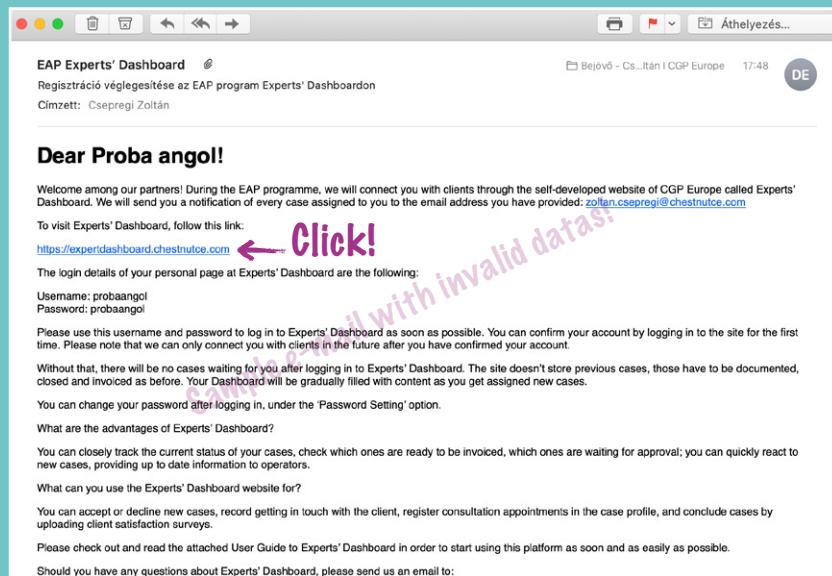 Áthelyezés...
EAP Experts' Dashboard
Bejövő - Cs...ltán I CGP Europe 17:48
DE
Regisztráció véglegesítése az EAP program Experts' Dashboardon
Címzett: Csepregi Zoltán
Dear Proba angol!
Welcome among our partners! During the EAP programme, we will connect you with clients through the self-developed website of CGP Europe called Experts'
Dashboard. We will send you a notification of every case assigned to you to the email address you have provided: zoltan.csepregi@chestnutce.com
To visit Experts' Dashboard, follow this link:
https://expertdashboard.chestnutce.com
Click!
The login details of your personal page at Experts' Dashboard are the following:
Username: probaangol
Password: probaangol
Please use this username and password to log in to Experts' Dashboard as soon as possible. You can confirm your account by logging in to the site for the first
time. Please note that we can only connect you with clients in the future after you have confirmed your account.
Without that, there will be no cases waiting for you after logging in to Experts' Dashboard. The site doesn't store previous cases, those have to be documented,
closed and invoiced as before. Your Dashboard will be gradually filled with content as you get assigned new cases.
You can change your password after logging in, under the 'Password Setting' option.
What are the advantages of Experts' Dashboard?
You can closely track the current status of your cases, check which ones are ready to be invoiced, which ones are waiting for approval; you can quickly react to
new cases, providing up to date information to operators.
What can you use the Experts' Dashboard website for?
You can accept or decline new cases, record getting in touch with the client, register consultation appointments in the case profile, and conclude cases by
uploading client satisfaction surveys.
Please check out and read the attached User Guide to Experts' Dashboard in order to start using this platform as soon and as easily as possible.
Should you have any questions about Experts' Dashboard, please send us an email to:
Sample e-mail with invalid datas!